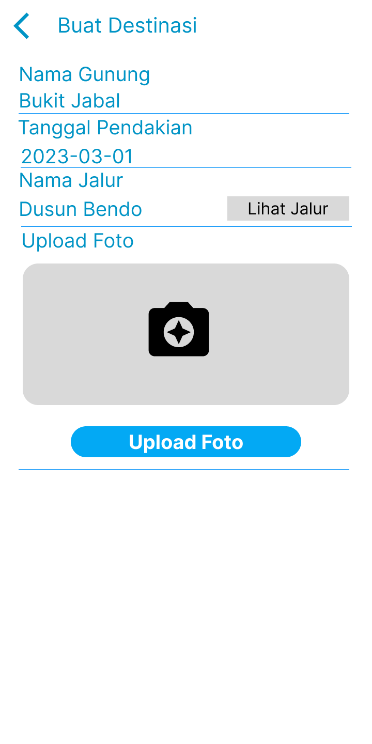 Buat Destinasi
Nama Gunung
Bukit Jabal
Tanggal Pendakian
2023-03-01
Nama Jalur
Dusun Bendo
Lihat Jalur
Upload Foto
Upload Foto